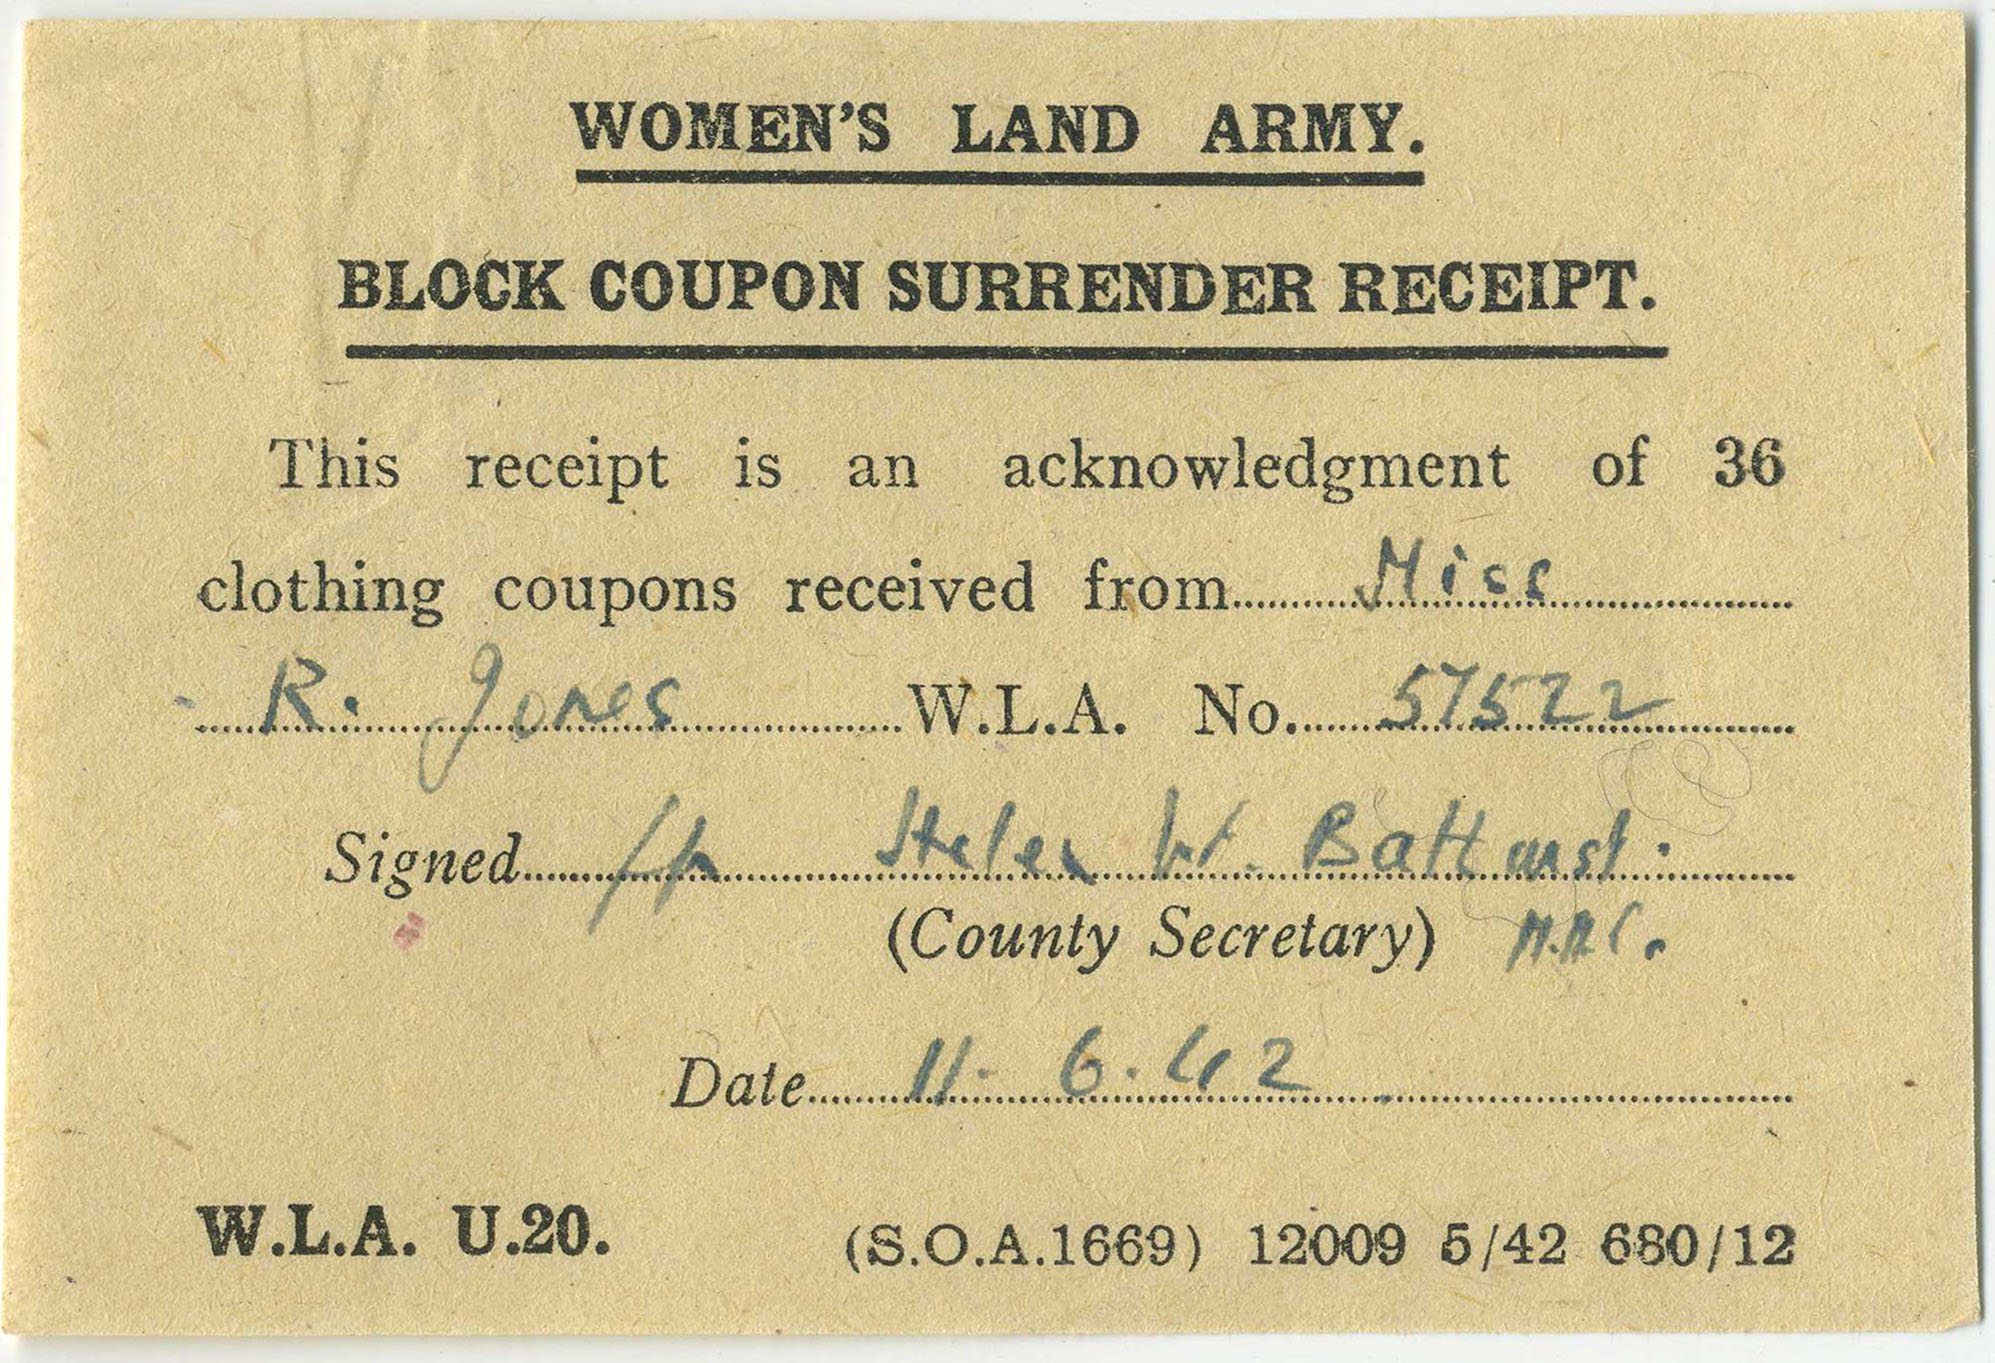 WOMEN'S LAND ARMY.
BLOCK COUPON SURRENDER RECEIPT.
This receipt is an acknowledgment of 36
clothing coupons received from Miss
R. Jones W.L.A. No. 57522
Signed Helen W. Bathurst.
(County Secretary)
Date 11. 6. 42
W.L.A. U.20. (S.O.A.1669) 12009 5/42 680/12